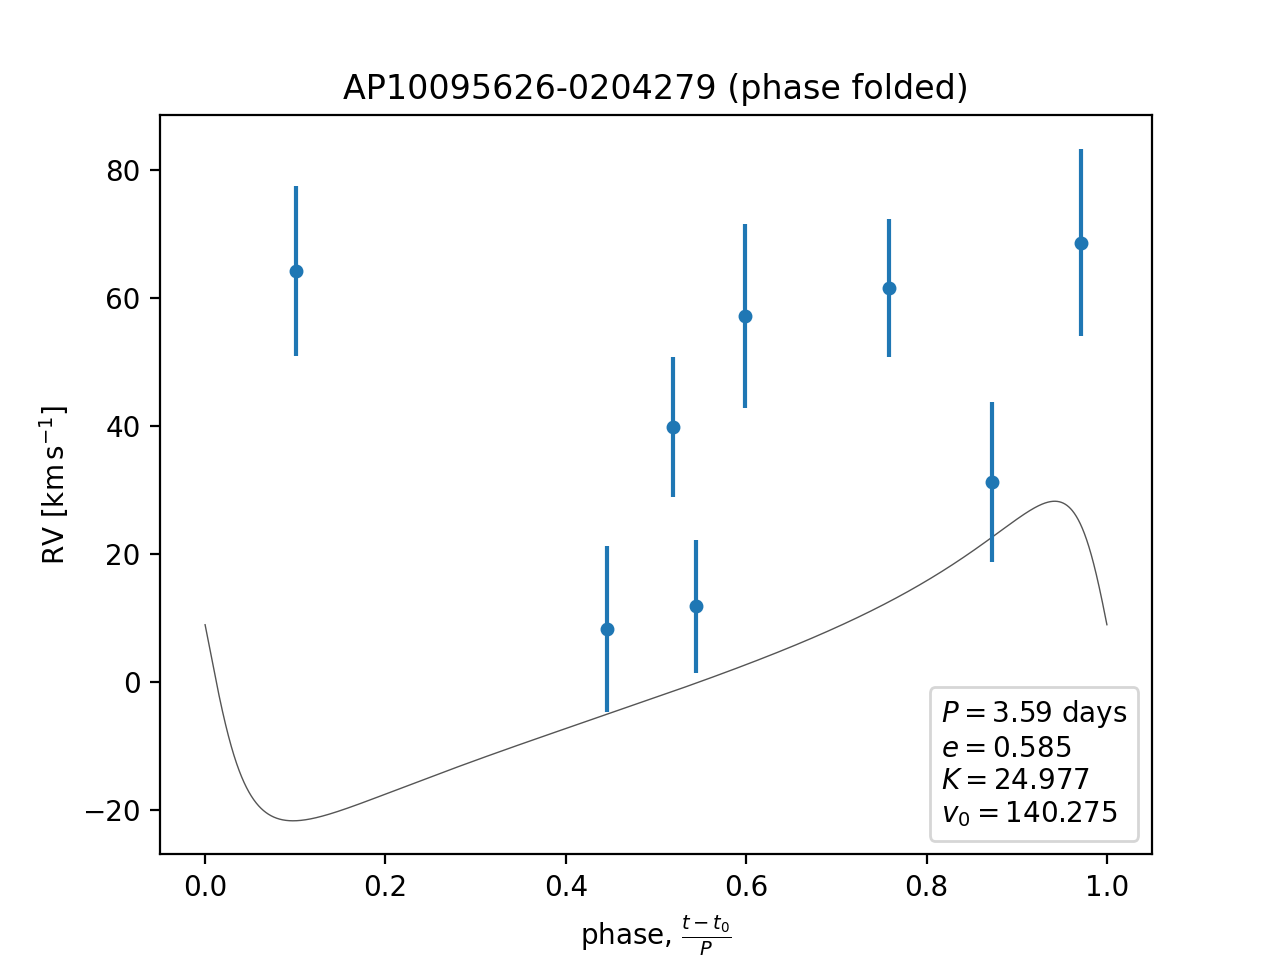 AP10095626-0204279 (phase folded)
80
60
40
20
0
−20
RV [km s⁻¹]
P = 3.59 days
e = 0.585
K = 24.977
v₀ = 140.275
0.0 0.2 0.4 0.6 0.8 1.0
phase, (t − t₀)/P